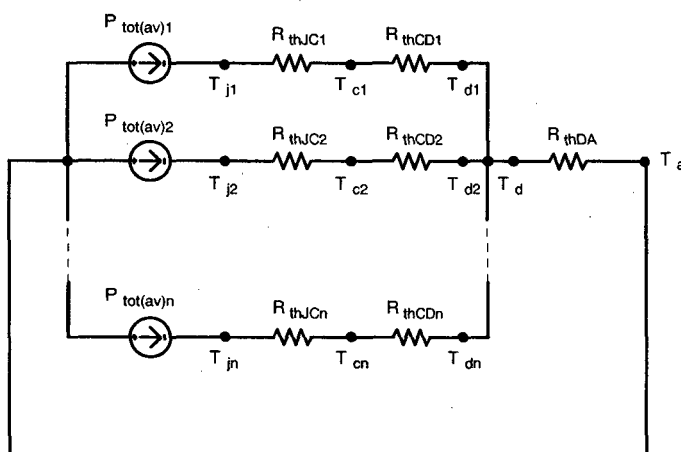 P tot(av)1
R thJC1 R thCD1
T j1 T c1 T d1
P tot(av)2
R thJC2 R thCD2 R thDA
T a
T j2 T c2 T d2 T d
P tot(av)n
R thJCn R thCDn
T jn T cn T dn